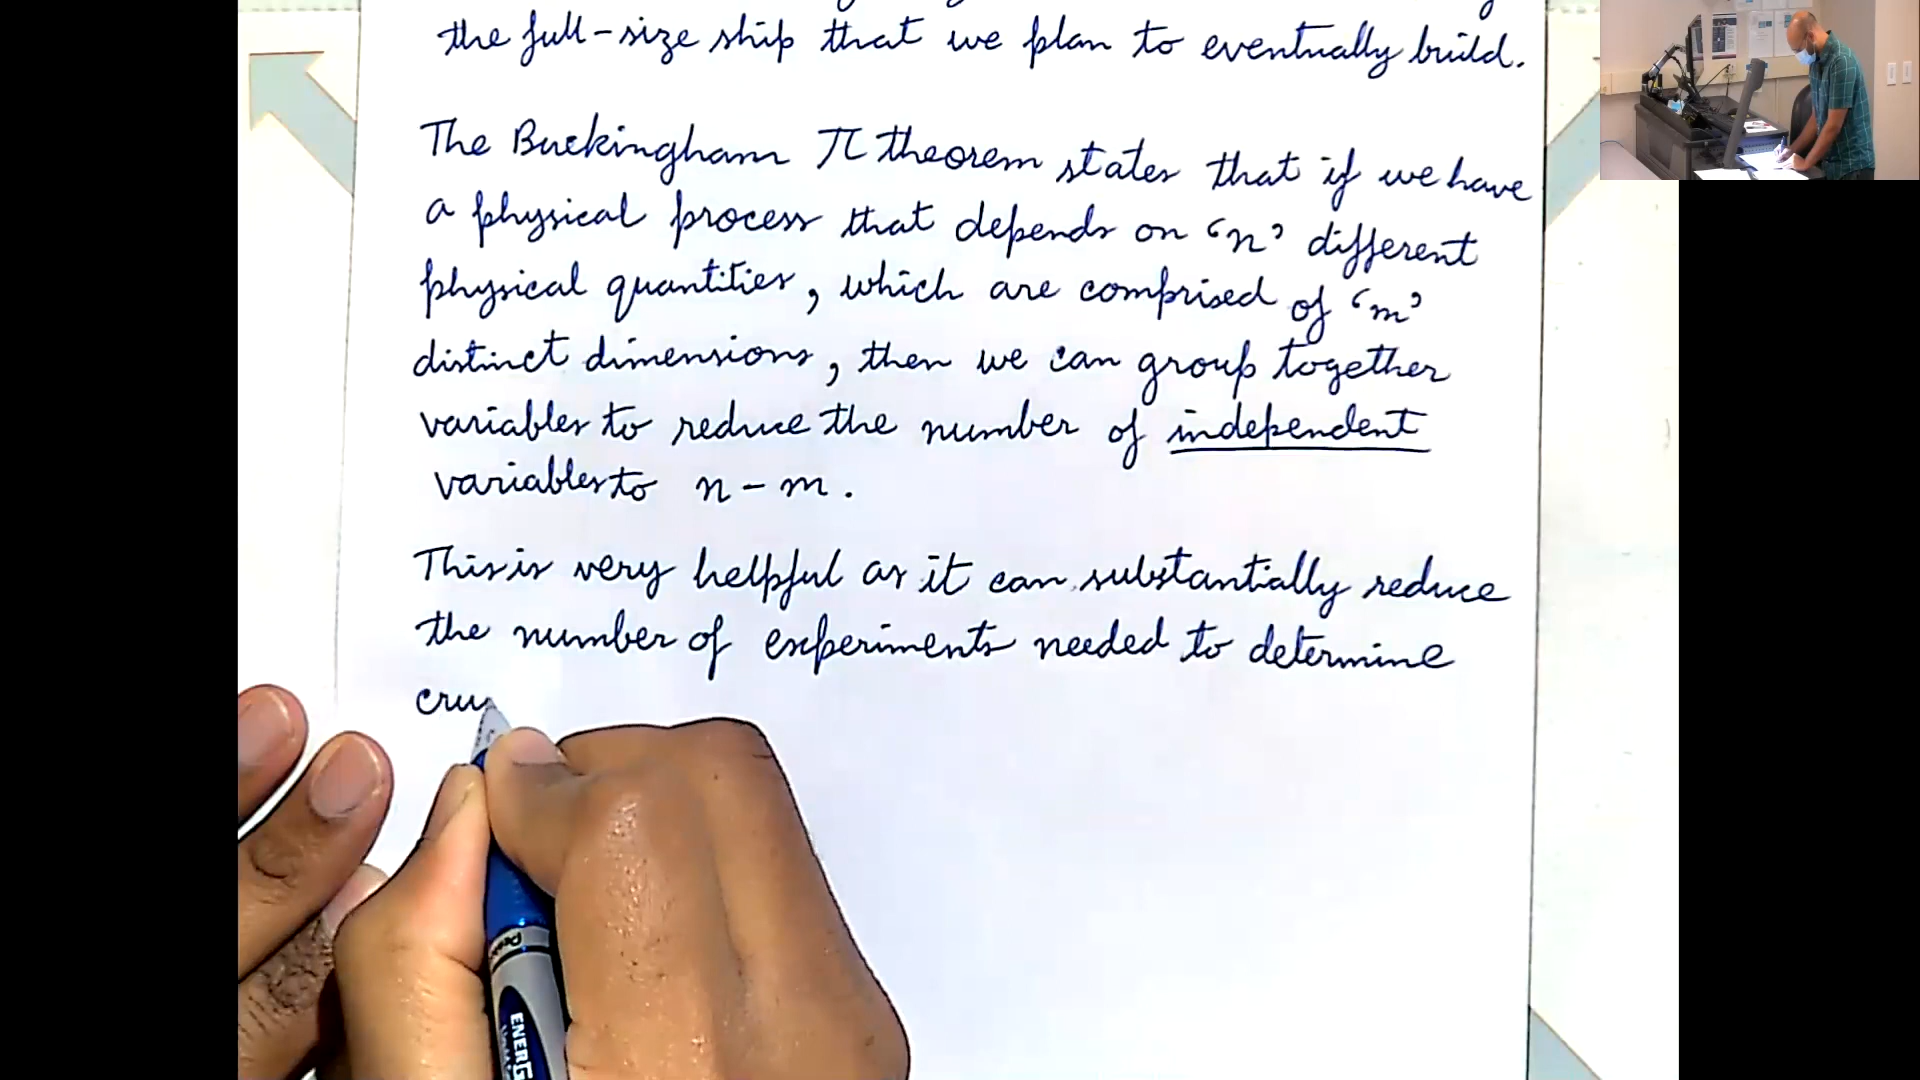 the full-size ship that we plan to eventually build.
The Buckingham π theorem states that if we have
a physical process that depends on 'n' different
physical quantities, which are comprised of 'm'
distinct dimensions, then we can group together
variables to reduce the number of independent
variables to n - m.
This is very helpful as it can substantially reduce
the number of experiments needed to determine
cru
ENERG